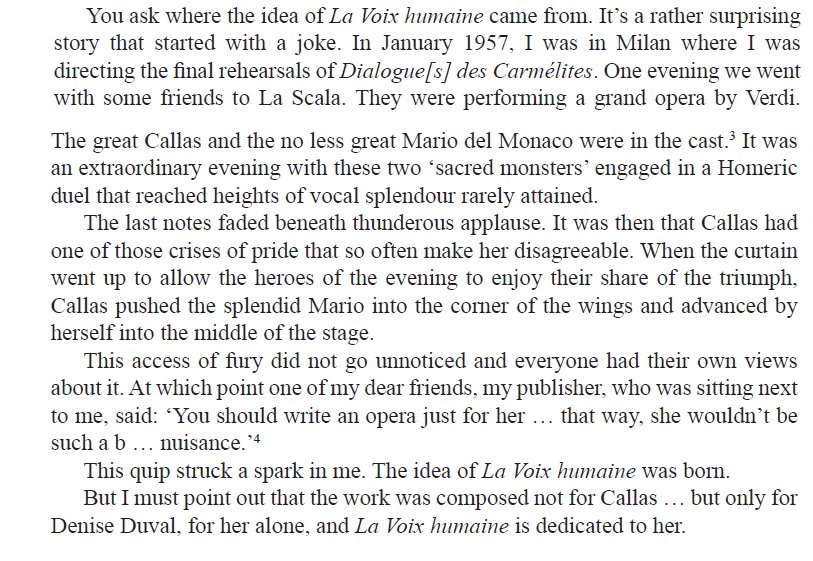 You ask where the idea of La Voix humaine came from. It’s a rather surprising
story that started with a joke. In January 1957, I was in Milan where I was
directing the final rehearsals of Dialogue[s] des Carmélites. One evening we went
with some friends to La Scala. They were performing a grand opera by Verdi.
The great Callas and the no less great Mario del Monaco were in the cast.³ It was
an extraordinary evening with these two ‘sacred monsters’ engaged in a Homeric
duel that reached heights of vocal splendour rarely attained.
The last notes faded beneath thunderous applause. It was then that Callas had
one of those crises of pride that so often make her disagreeable. When the curtain
went up to allow the heroes of the evening to enjoy their share of the triumph,
Callas pushed the splendid Mario into the corner of the wings and advanced by
herself into the middle of the stage.
This access of fury did not go unnoticed and everyone had their own views
about it. At which point one of my dear friends, my publisher, who was sitting next
to me, said: ‘You should write an opera just for her … that way, she wouldn’t be
such a b … nuisance.’⁴
This quip struck a spark in me. The idea of La Voix humaine was born.
But I must point out that the work was composed not for Callas … but only for
Denise Duval, for her alone, and La Voix humaine is dedicated to her.